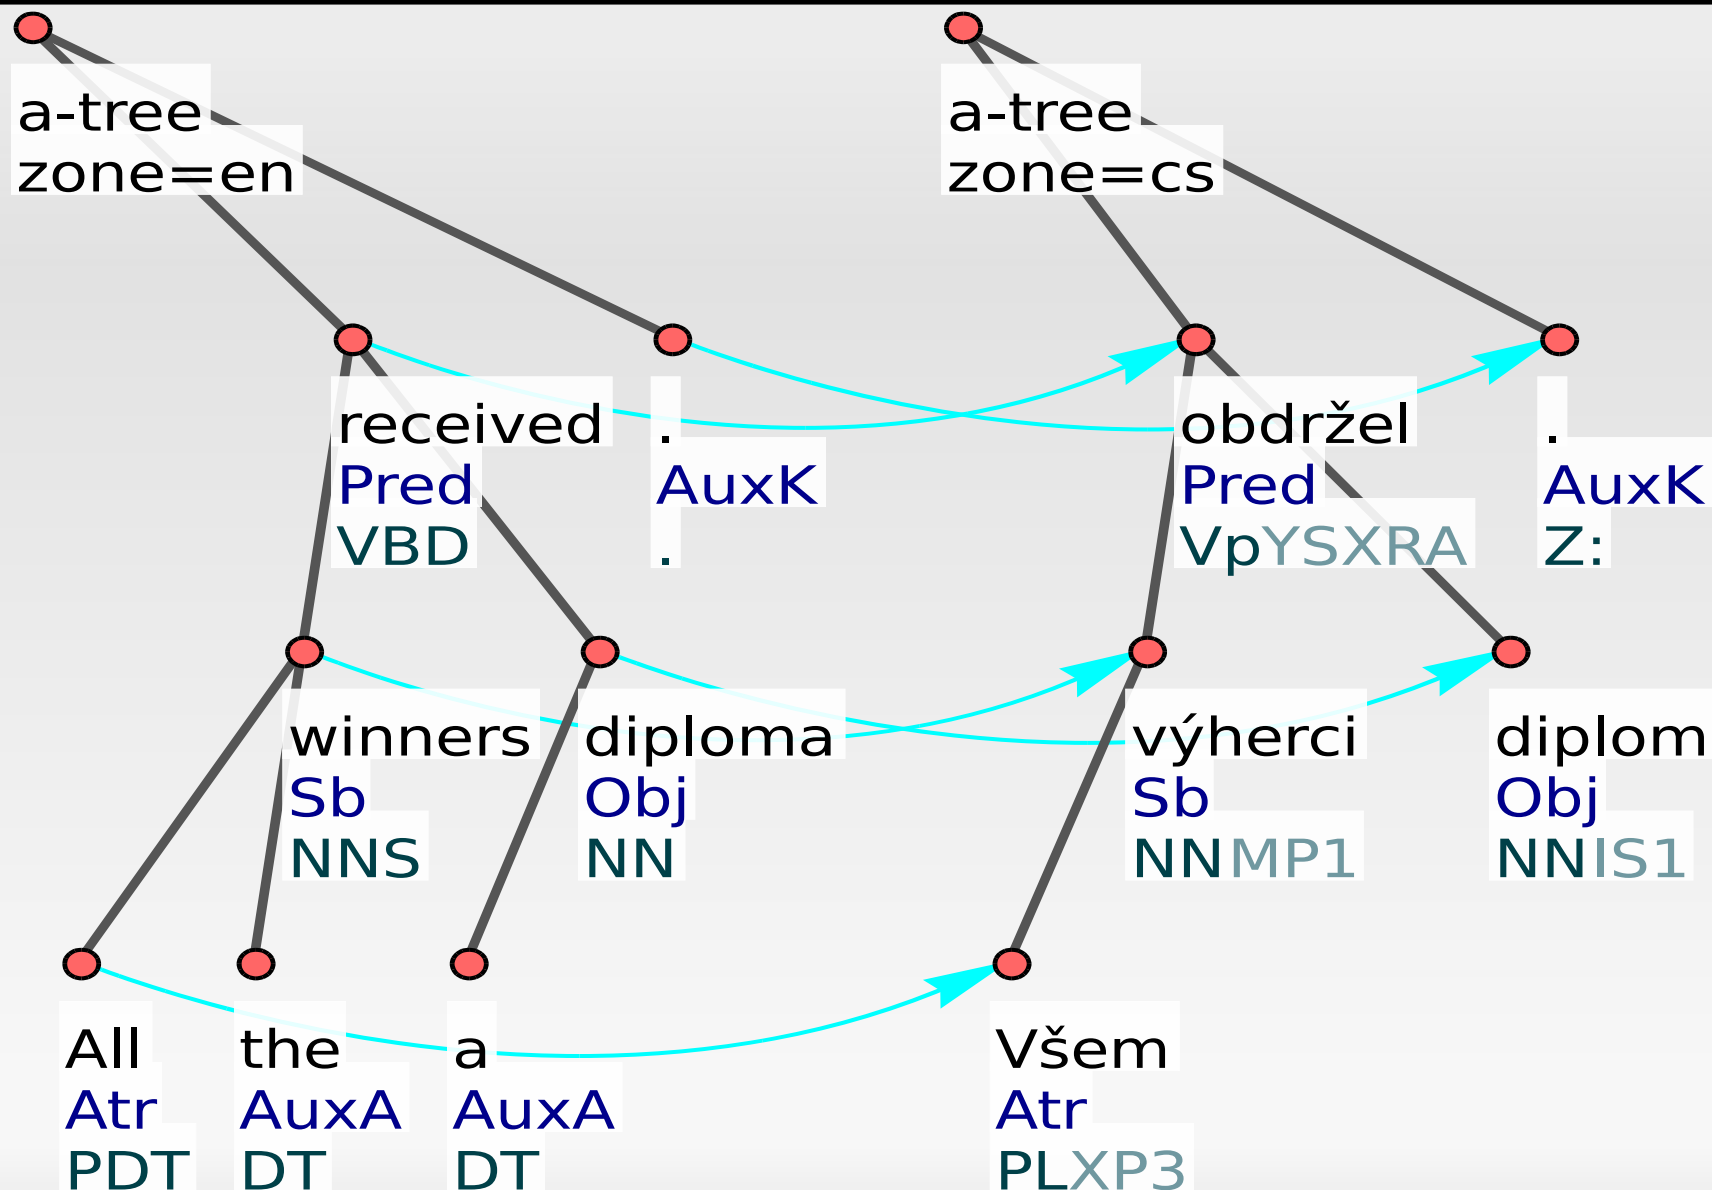 a-tree
zone=en
a-tree
zone=cs
received
Pred
VBD
.
AuxK
.
obdržel
Pred
VpYSXRA
.
AuxK
Z:
winners
Sb
NNS
diploma
Obj
NN
výherci
Sb
NNMP1
diplom
Obj
NNIS1
All
Atr
PDT
the
AuxA
DT
a
AuxA
DT
Všem
Atr
PLXP3